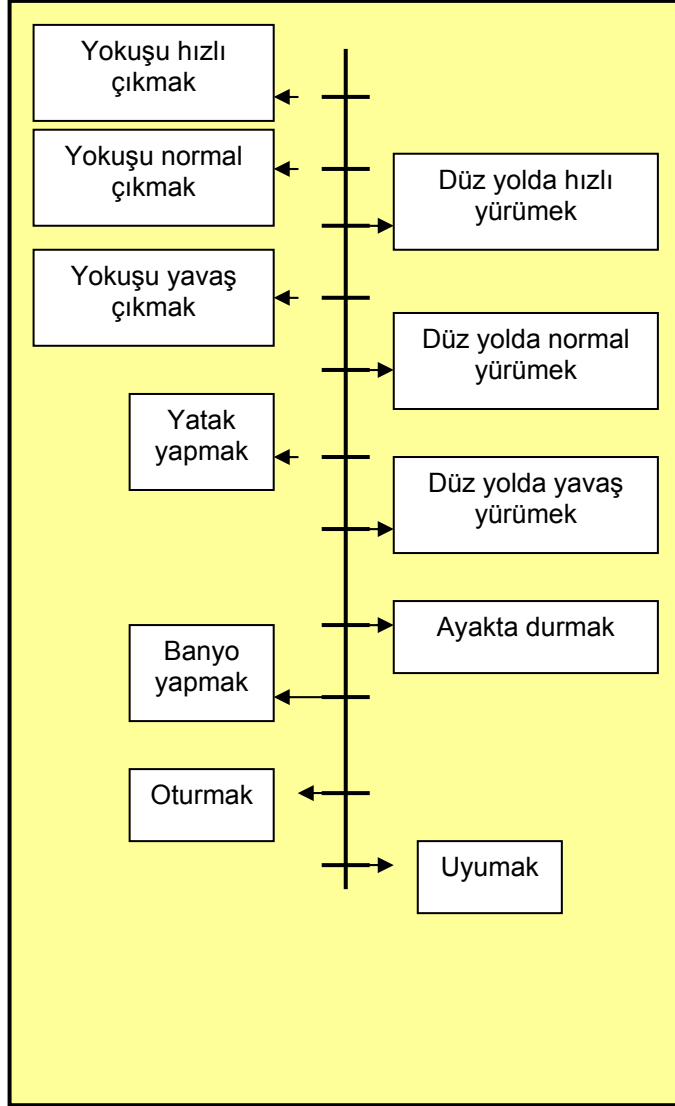 Yokuşu hızlı
çıkmak
Yokuşu normal
çıkmak
Düz yolda hızlı
yürümek
Yokuşu yavaş
çıkmak
Düz yolda normal
yürümek
Yatak
yapmak
Düz yolda yavaş
yürümek
Ayakta durmak
Banyo
yapmak
Oturmak
Uyumak